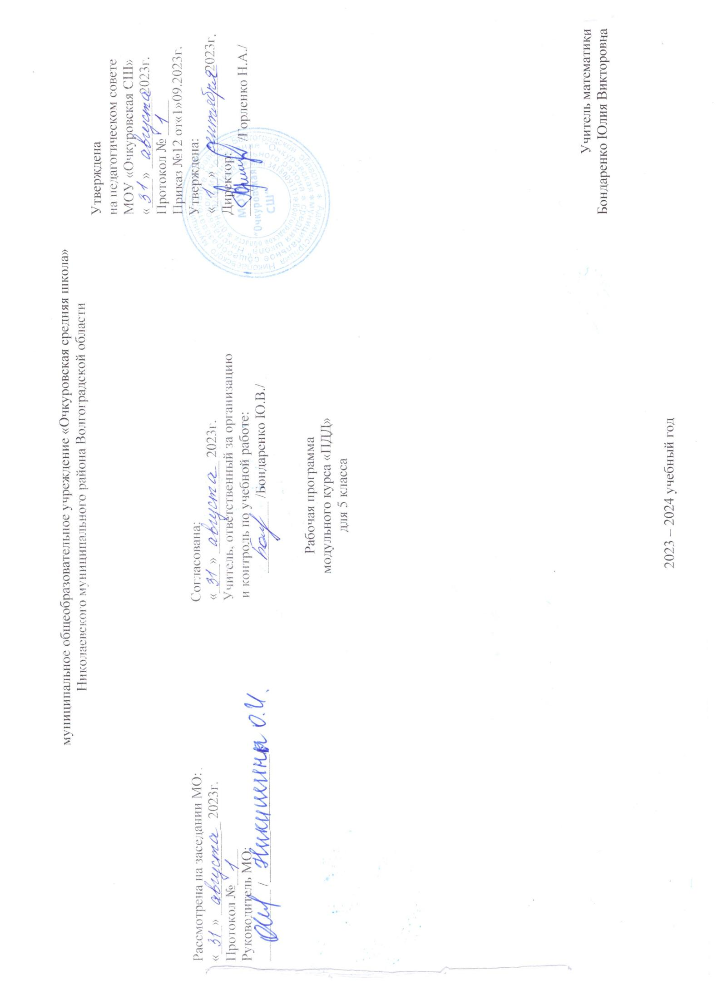 муниципальное общеобразовательное учреждение «Очкуровская средняя школа»
Николаевского муниципального района Волгоградской области
Утверждена
на педагогическом совете
МОУ «Очкуровская СШ»
« 31 » августа 2023г.
Протокол № 1
Приказ №12 от«1»09.2023г.
Утверждена:
« 1 » сентября 2023г.
Директор:
/Горленко Н.А./
МОУ
"Очкуровская
СШ"
Рассмотрена на заседании МО:
« 31 » августа 2023г.
Протокол № 1
Руководитель МО:
/ Никишина О.И.
Согласована:
« 31 » августа 2023г.
Учитель, ответственный за организацию
и контроль по учебной работе:
/Бондаренко Ю.В./
Рабочая программа
модульного курса «ПДД»
для 5 класса
Учитель математики
Бондаренко Юлия Викторовна
2023 – 2024 учебный год